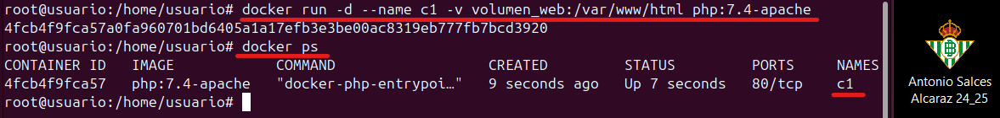 root@usuario:/home/usuario# docker run -d --name c1 -v volumen_web:/var/www/html php:7.4-apache
4fcb4f9fca57a0fa960701bd6405a1a17efb3e3be00ac8319eb777fb7bcd3920
root@usuario:/home/usuario# docker ps
CONTAINER ID IMAGE COMMAND CREATED STATUS PORTS NAMES
4fcb4f9fca57 php:7.4-apache "docker-php-entrypoi…" 9 seconds ago Up 7 seconds 80/tcp c1
root@usuario:/home/usuario#
Antonio Salces
Alcaraz 24_25